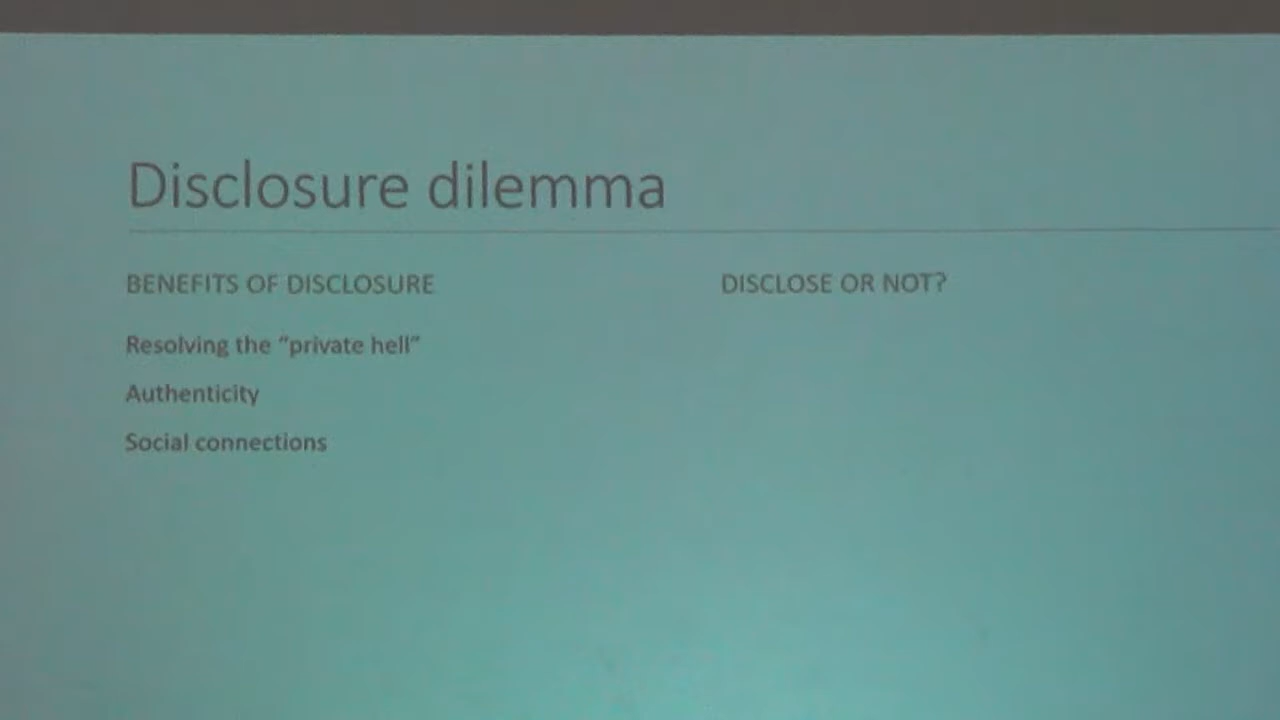 Disclosure dilemma
BENEFITS OF DISCLOSURE
Resolving the “private hell”
Authenticity
Social connections
DISCLOSE OR NOT?